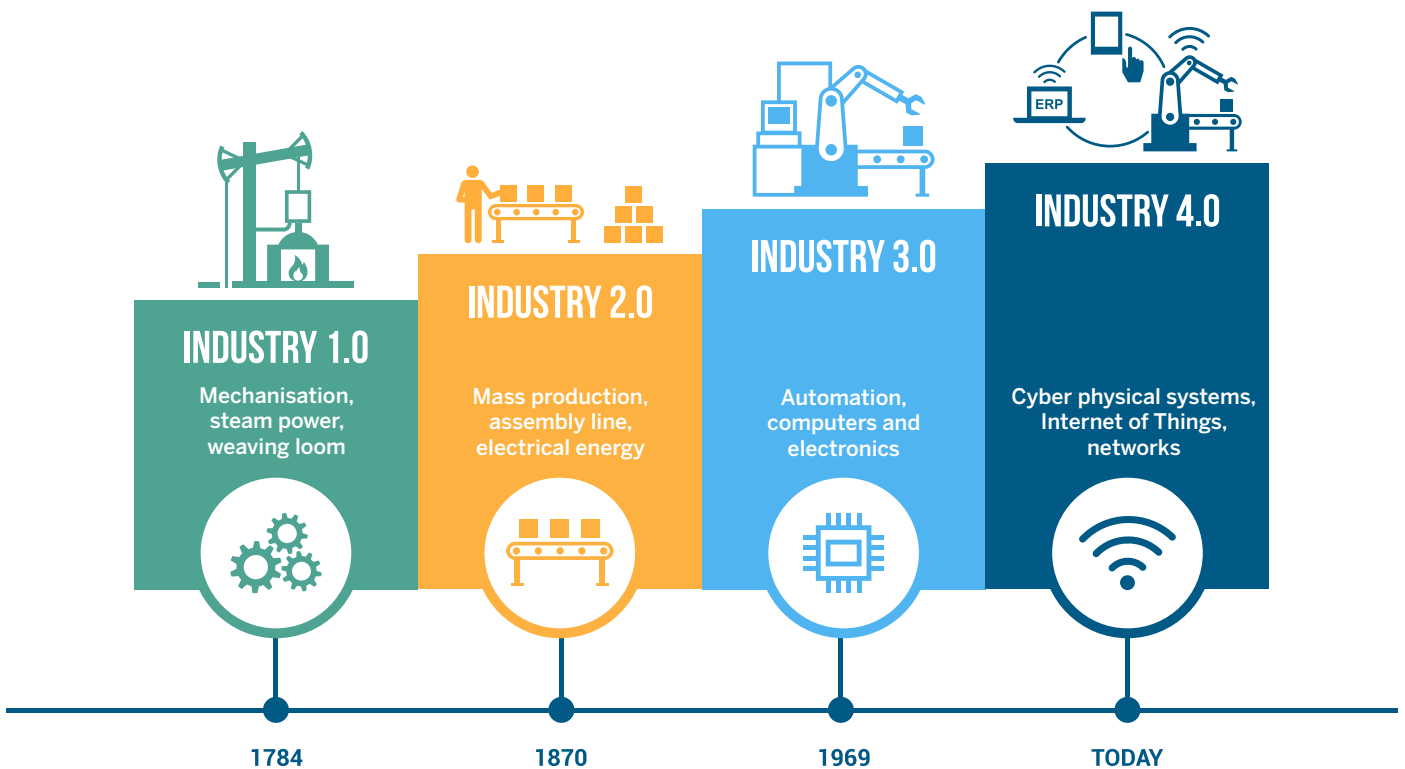 ERP
INDUSTRY 1.0
Mechanisation,
steam power,
weaving loom
INDUSTRY 2.0
Mass production,
assembly line,
electrical energy
INDUSTRY 3.0
Automation,
computers and
electronics
INDUSTRY 4.0
Cyber physical systems,
Internet of Things,
networks
1784
1870
1969
TODAY